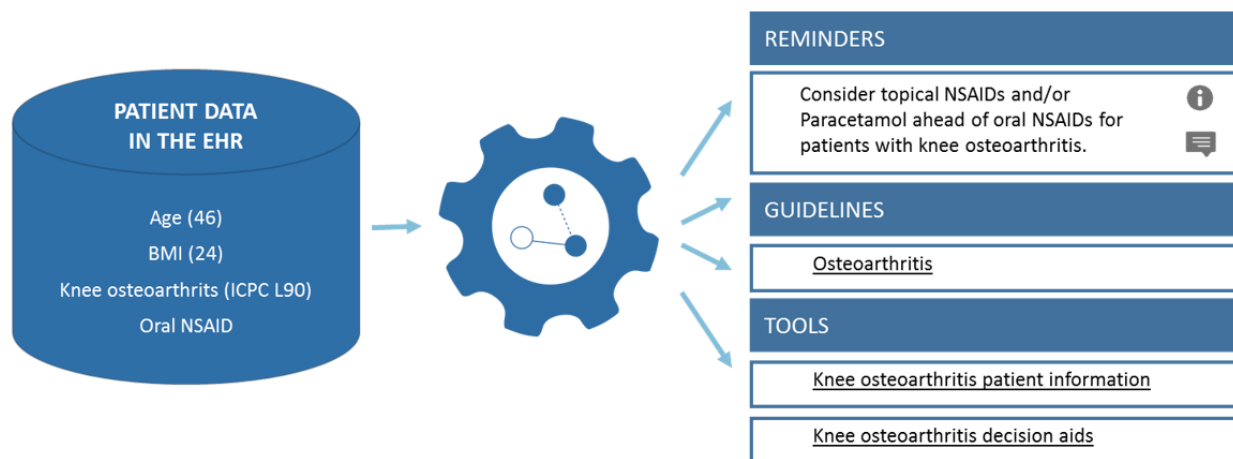 PATIENT DATA
IN THE EHR
Age (46)
BMI (24)
Knee osteoarthrits (ICPC L90)
Oral NSAID
REMINDERS
Consider topical NSAIDs and/or
Paracetamol ahead of oral NSAIDs for
patients with knee osteoarthritis.
GUIDELINES
Osteoarthritis
TOOLS
Knee osteoarthritis patient information
Knee osteoarthritis decision aids